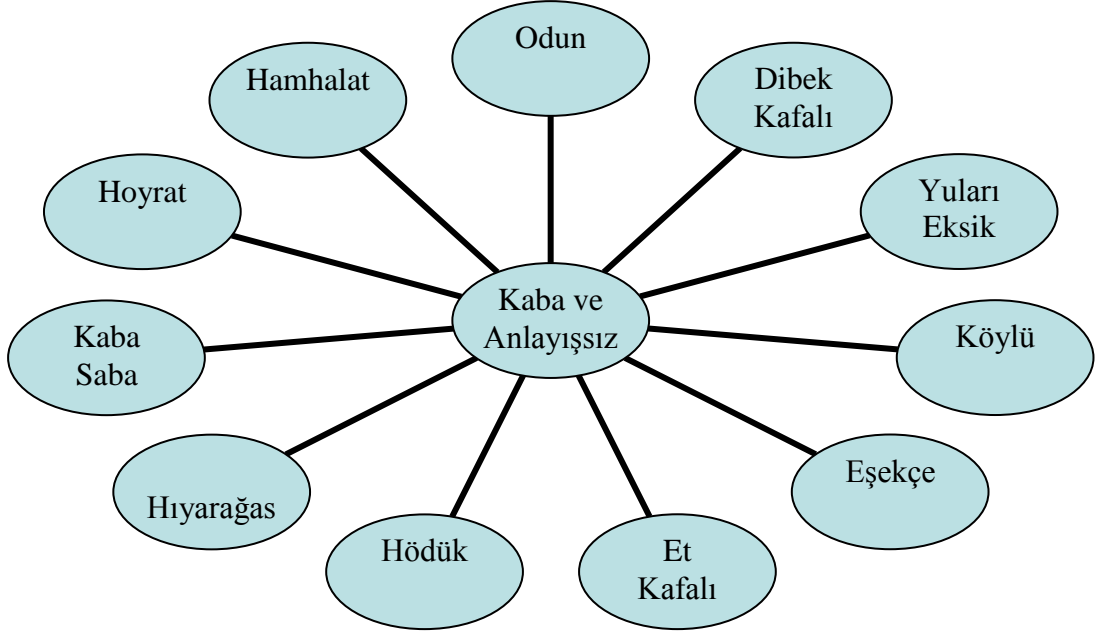 Odun
Hamhalat
Dibek
Kafalı
Hoyrat
Yuları
Eksik
Kaba ve
Anlayışsız
Kaba
Saba
Köylü
Hıyarağas
Eşekçe
Hödük
Et
Kafalı